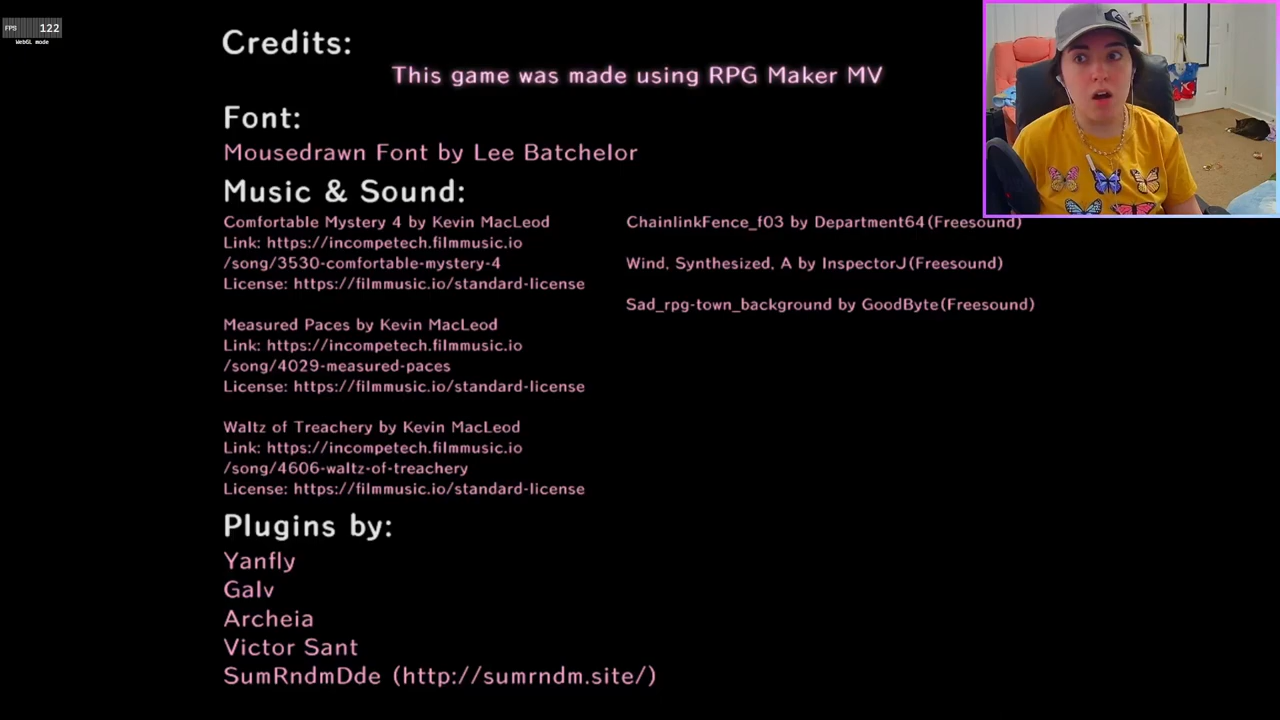 FPS 122
WebGL mode
Credits:
This game was made using RPG Maker MV
Font:
Mousedrawn Font by Lee Batchelor
Music & Sound:
Comfortable Mystery 4 by Kevin MacLeod
Link: https://incompetech.filmmusic.io
/song/3530-comfortable-mystery-4
License: https://filmmusic.io/standard-license
Measured Paces by Kevin MacLeod
Link: https://incompetech.filmmusic.io
/song/4029-measured-paces
License: https://filmmusic.io/standard-license
Waltz of Treachery by Kevin MacLeod
Link: https://incompetech.filmmusic.io
/song/4606-waltz-of-treachery
License: https://filmmusic.io/standard-license
ChainlinkFence_f03 by Department64(Freesound)
Wind, Synthesized, A by InspectorJ(Freesound)
Sad_rpg-town_background by GoodByte(Freesound)
Plugins by:
Yanfly
Galv
Archeia
Victor Sant
SumRndmDde (http://sumrndm.site/)